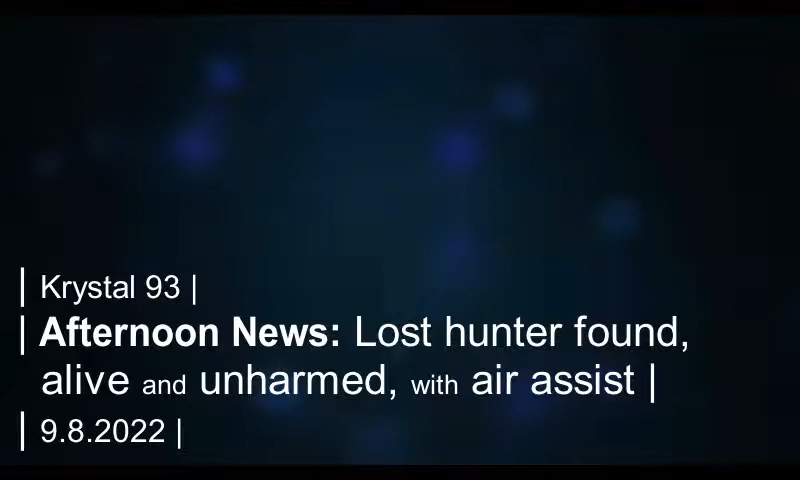 | Krystal 93 |
| Afternoon News: Lost hunter found,
alive and unharmed, with air assist |
| 9.8.2022 |